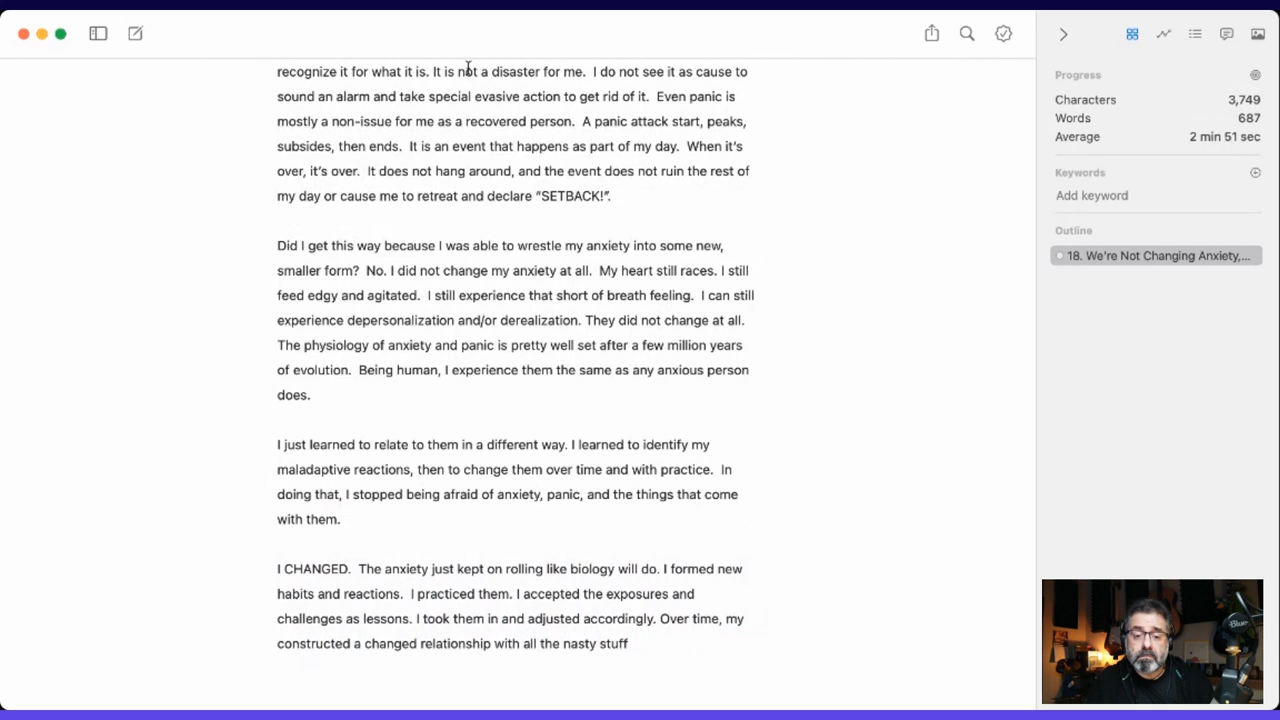 recognize it for what it is. It is not a disaster for me.  I do not see it as cause to
sound an alarm and take special evasive action to get rid of it.  Even panic is
mostly a non-issue for me as a recovered person.  A panic attack start, peaks,
subsides, then ends.  It is an event that happens as part of my day.  When it's
over, it's over.  It does not hang around, and the event does not ruin the rest of
my day or cause me to retreat and declare “SETBACK!”.
Did I get this way because I was able to wrestle my anxiety into some new,
smaller form?  No. I did not change my anxiety at all.  My heart still races. I still
feed edgy and agitated.  I still experience that short of breath feeling.  I can still
experience depersonalization and/or derealization. They did not change at all.
The physiology of anxiety and panic is pretty well set after a few million years
of evolution.  Being human, I experience them the same as any anxious person
does.
I just learned to relate to them in a different way. I learned to identify my
maladaptive reactions, then to change them over time and with practice.  In
doing that, I stopped being afraid of anxiety, panic, and the things that come
with them.
I CHANGED.  The anxiety just kept on rolling like biology will do. I formed new
habits and reactions.  I practiced them. I accepted the exposures and
challenges as lessons. I took them in and adjusted accordingly. Over time, my
constructed a changed relationship with all the nasty stuff
Progress
Characters 3,749
Words 687
Average 2 min 51 sec
Keywords
Add keyword
Outline
18. We're Not Changing Anxiety,...
Blue